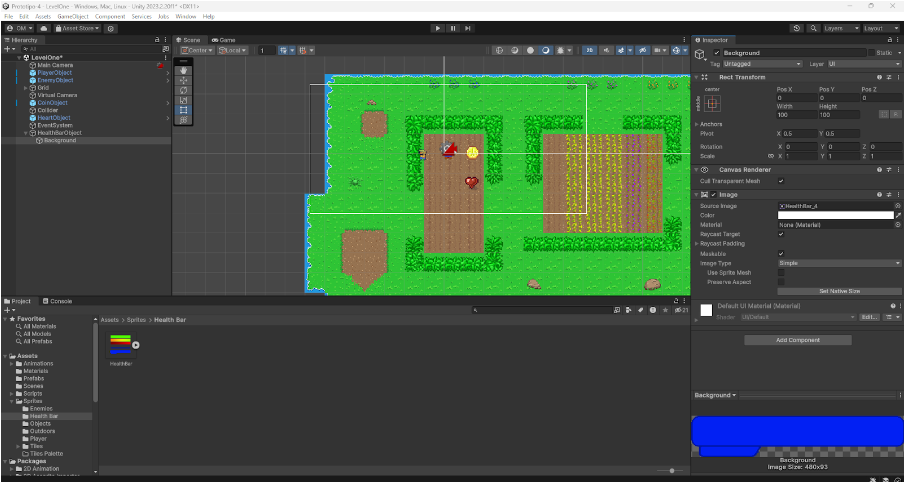 Prototipo-4 - LevelOne - Windows, Mac, Linux - Unity 2023.2.20f1* <DX11>
File Edit Assets GameObject Component Services Jobs Window Help
DM Asset Store Layers Layout
Hierarchy
All
LevelOne*
Main Camera
PlayerObject
EnemyObject
Grid
Virtual Camera
CoinObject
Collider
HeartObject
EventSystem
HealthBarObject
Background
Scene Game
Center Local 1 2D
Inspector
Background Static
Tag Untagged Layer UI
Rect Transform
center Pos X Pos Y Pos Z
middle 0 0 0
Width Height
100 100
Anchors
Pivot X 0.5 Y 0.5
Rotation X 0 Y 0 Z 0
Scale X 1 Y 1 Z 1
Canvas Renderer
Cull Transparent Mesh
Image
Source Image HealthBar_4
Color
Material None (Material)
Raycast Target
Raycast Padding
Maskable
Image Type Simple
Use Sprite Mesh
Preserve Aspect
Set Native Size
Default UI Material (Material)
Shader UI/Default Edit...
Add Component
Background
Background
Image Size: 480x93
Project Console
21
Favorites
All Materials
All Models
All Prefabs
Assets
Animations
Materials
Prefabs
Scenes
Scripts
Sprites
Enemies
Health Bar
Objects
Outdoors
Player
Tiles
Tiles Palette
Packages
2D Animation
Assets > Sprites > Health Bar
HealthBar